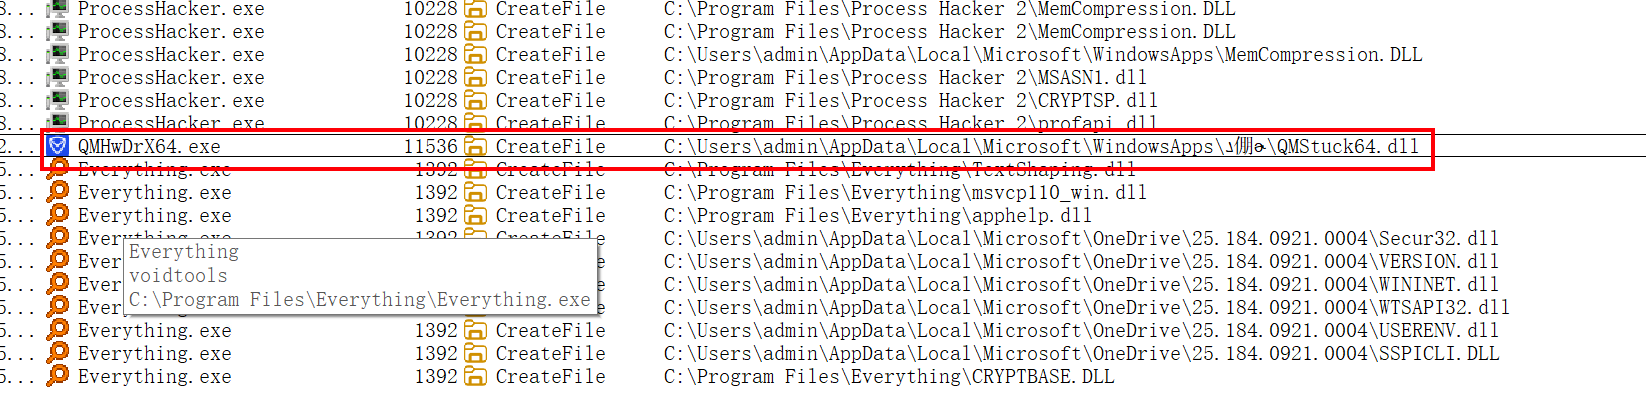 8... ProcessHacker.exe 10228 CreateFile C:\Program Files\Process Hacker 2\MemCompression.DLL
8... ProcessHacker.exe 10228 CreateFile C:\Program Files\Process Hacker 2\MemCompression.DLL
8... ProcessHacker.exe 10228 CreateFile C:\Users\admin\AppData\Local\Microsoft\WindowsApps\MemCompression.DLL
8... ProcessHacker.exe 10228 CreateFile C:\Program Files\Process Hacker 2\MSASN1.dll
8... ProcessHacker.exe 10228 CreateFile C:\Program Files\Process Hacker 2\CRYPTSP.dll
8... ProcessHacker.exe 10228 CreateFile C:\Program Files\Process Hacker 2\profapi.dll
2... QMHwDrX64.exe 11536 CreateFile C:\Users\admin\AppData\Local\Microsoft\WindowsApps\ \QMStuck64.dll
5... Everything.exe 1392 CreateFile C:\Program Files\Everything\TextShaping.dll
5... Everything.exe 1392 CreateFile C:\Program Files\Everything\msvcp110_win.dll
5... Everything.exe 1392 CreateFile C:\Program Files\Everything\apphelp.dll
5... Everything.exe 1392 CreateFile C:\Users\admin\AppData\Local\Microsoft\OneDrive\25.184.0921.0004\Secur32.dll
5... Ever CreateFile C:\Users\admin\AppData\Local\Microsoft\OneDrive\25.184.0921.0004\VERSION.dll
5... Ever CreateFile C:\Users\admin\AppData\Local\Microsoft\OneDrive\25.184.0921.0004\WININET.dll
5... Ever CreateFile C:\Users\admin\AppData\Local\Microsoft\OneDrive\25.184.0921.0004\WTSAPI32.dll
Everything
voidtools
C:\Program Files\Everything\Everything.exe
5... Everything.exe 1392 CreateFile C:\Users\admin\AppData\Local\Microsoft\OneDrive\25.184.0921.0004\USERENV.dll
5... Everything.exe 1392 CreateFile C:\Users\admin\AppData\Local\Microsoft\OneDrive\25.184.0921.0004\SSPICLI.DLL
5... Everything.exe 1392 CreateFile C:\Program Files\Everything\CRYPTBASE.DLL